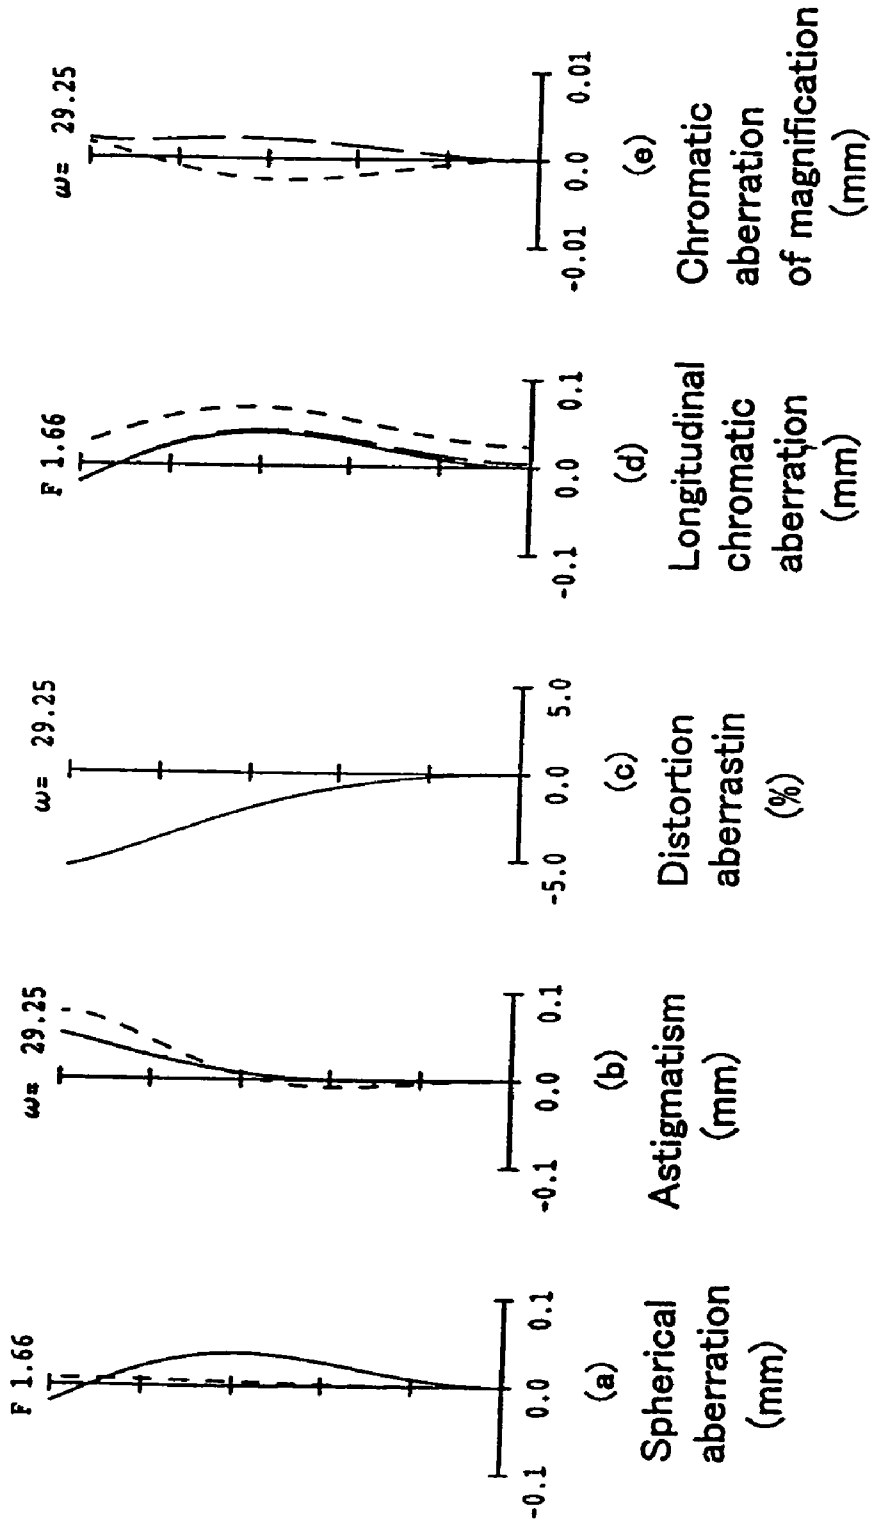 F 1.66
-0.1 0.0 0.1
(a)
Spherical
aberration
(mm)
ω= 29.25
-0.1 0.0 0.1
(b)
Astigmatism
(mm)
ω= 29.25
-5.0 0.0 5.0
(c)
Distortion
aberrastin
(%)
F 1.66
-0.1 0.0 0.1
(d)
Longitudinal
chromatic
aberration
(mm)
ω= 29.25
-0.01 0.0 0.01
(e)
Chromatic
aberration
of magnification
(mm)